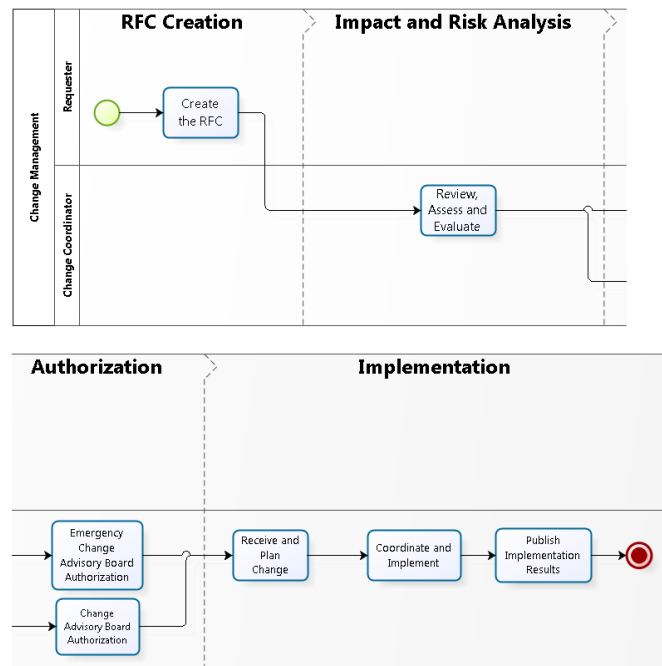 RFC Creation
Impact and Risk Analysis
Change Management
Requester
Create
the RFC
Change Coordinator
Review,
Assess and
Evaluate
Authorization
Implementation
Emergency
Change
Advisory Board
Authorization
Change
Advisory Board
Authorization
Receive and
Plan
Change
Coordinate and
Implement
Publish
Implementation
Results